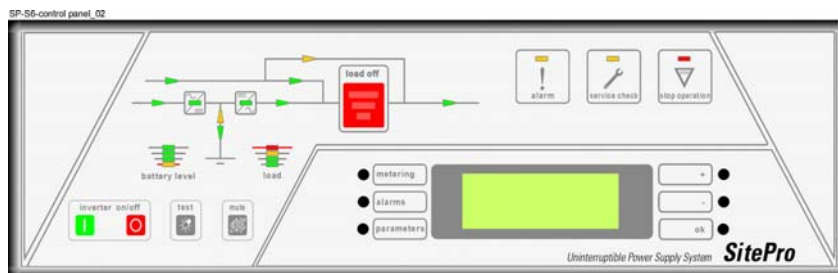 SP-S6-control panel_02
load off
alarm
service check
stop operation
battery level
load
metering
+
alarms
-
parameters
ok
inverter on/off
test
mute
I
O
Uninterruptible Power Supply System
SitePro